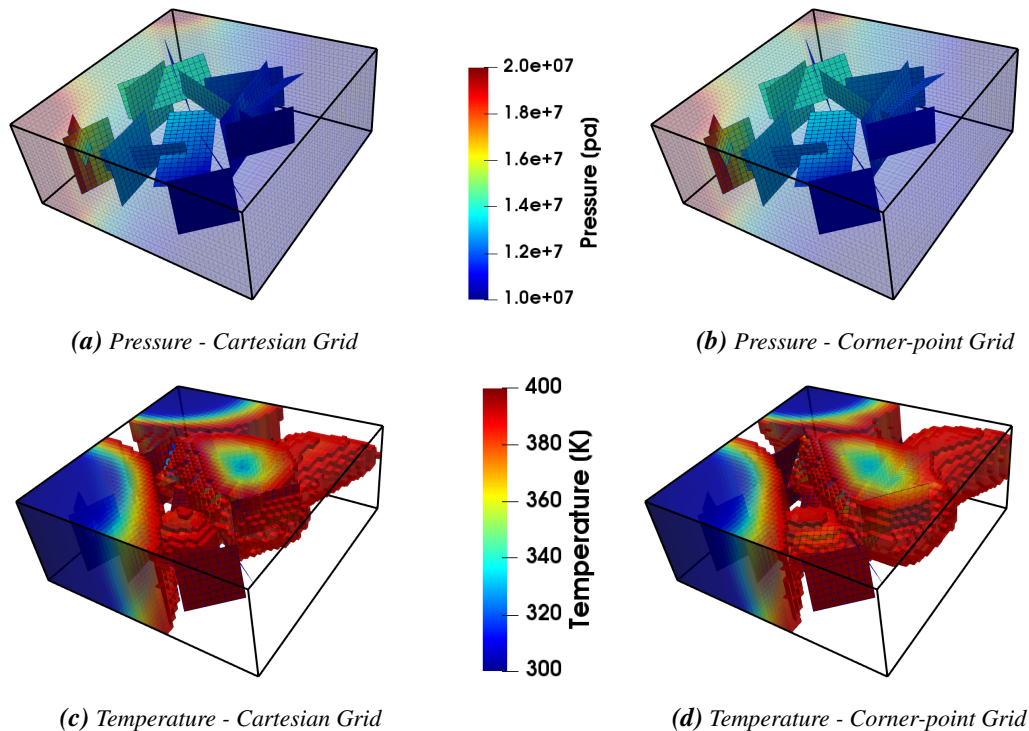 2.0e+07
1.8e+7
1.6e+7
1.4e+7
1.2e+7
1.0e+07
Pressure (pa)
(a) Pressure - Cartesian Grid
(b) Pressure - Corner-point Grid
400
380
360
340
320
300
Temperature (K)
(c) Temperature - Cartesian Grid
(d) Temperature - Corner-point Grid